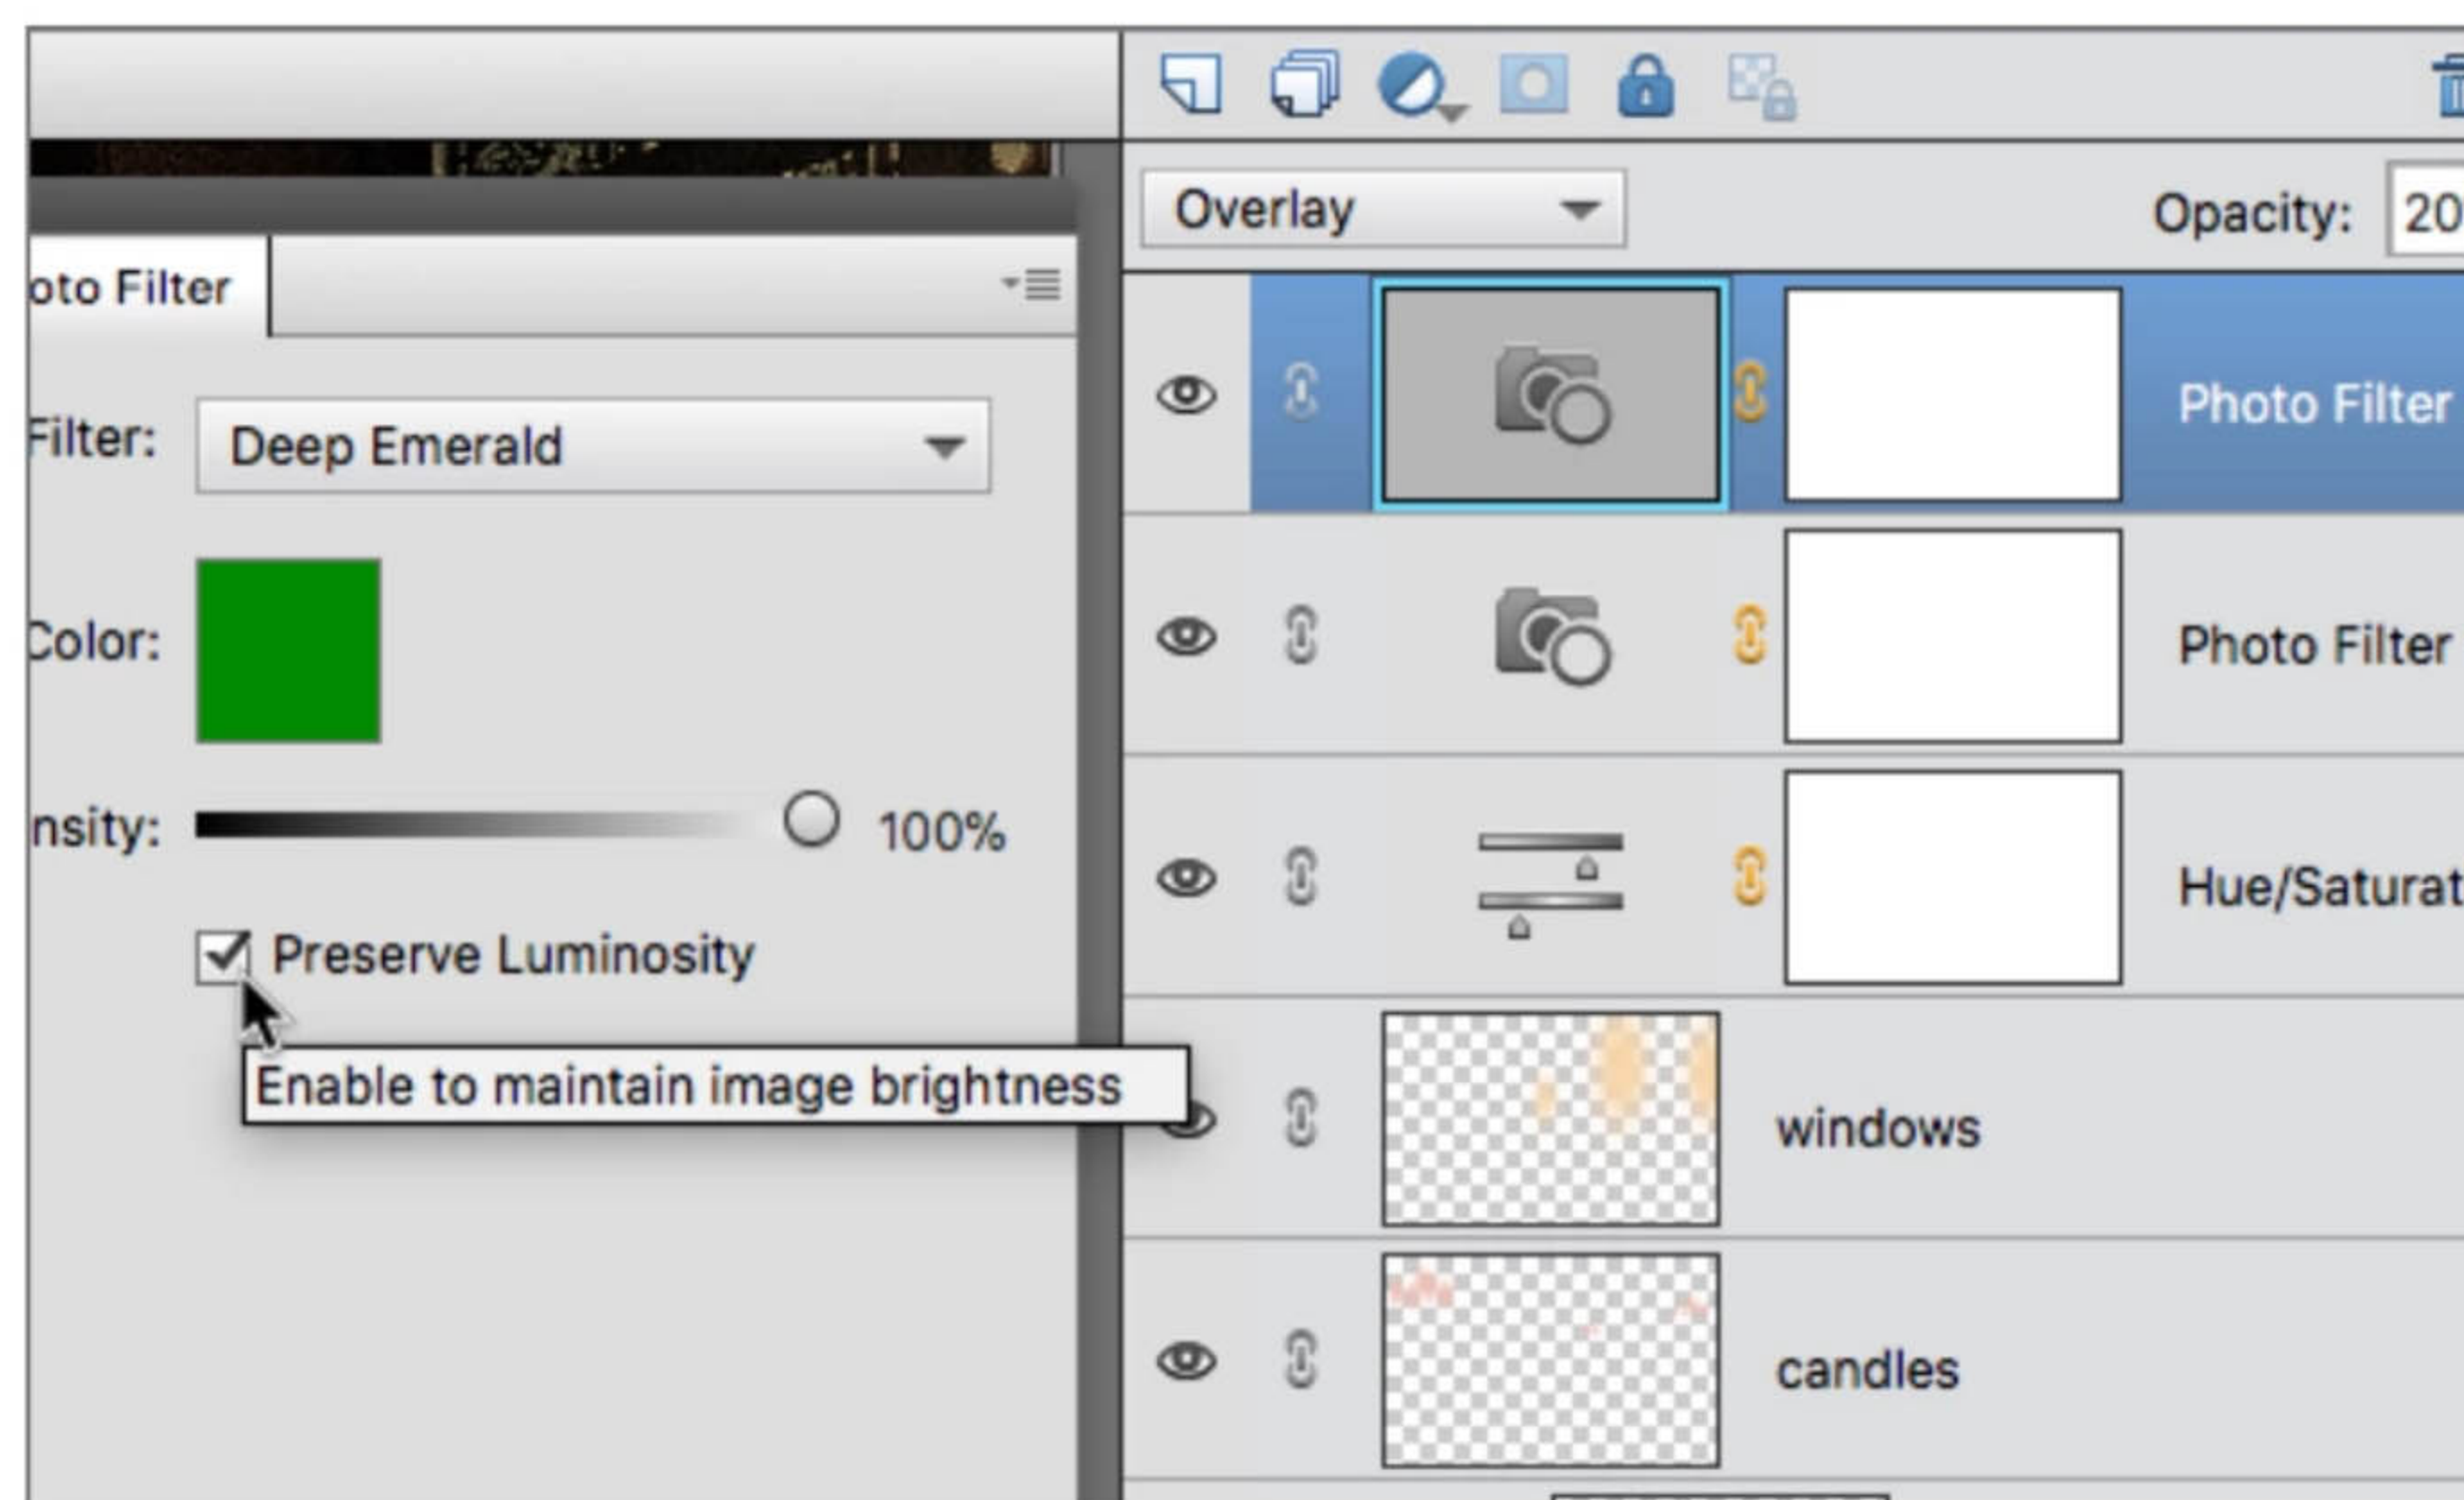 Overlay
Opacity: 20
oto Filter
Filter: Deep Emerald
Color:
nsity: 100%
Preserve Luminosity
Enable to maintain image brightness
Photo Filter
Photo Filter
Hue/Saturat
windows
candles